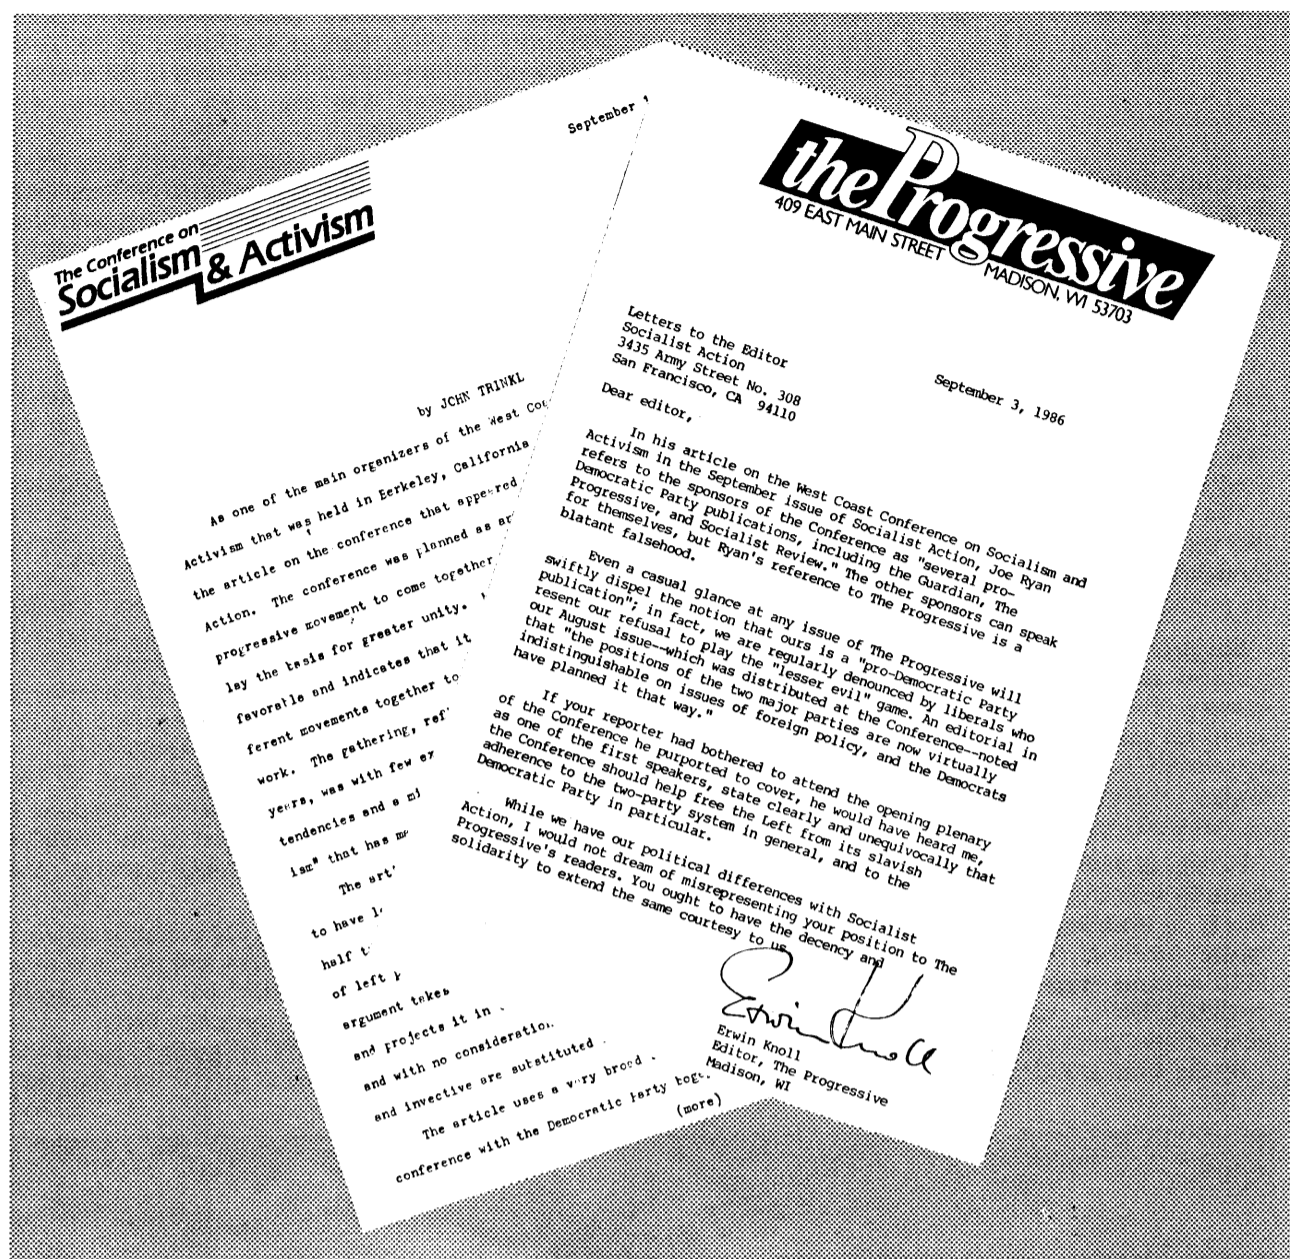 September
The Conference on
Socialism
& Activism
by JOHN TRINKL
As one of the main organizers of the West
Activism that was held in Berkeley, California
the article on the conference that appeared
Action. The conference was planned as
progressive movement to come together
lay the basis for greater unity.
favorable and indicates that it
ferent movements together to
work. The gathering,
years, was with few
tendencies and a
ism" that has
The
to have
half
of left
argument takes
and projects it in
and with no consideration
and invective are substituted
The article uses a very broad
conference with the Democratic Party
(more)
the Progressive
409 EAST MAIN STREET
MADISON, WI 53703
Letters to the Editor
Socialist Action
3435 Army Street No. 308
San Francisco, CA 94110
September 3, 1986
Dear editor,
In his article on the West Coast Conference on Socialism and
Activism in the September issue of Socialist Action, Joe Ryan
refers to the sponsors of the Conference as "several pro-
Democratic Party publications, including the Guardian, The
Progressive, and Socialist Review." The other sponsors can speak
for themselves, but Ryan's reference to The Progressive is a
blatant falsehood.
Even a casual glance at any issue of The Progressive will
swiftly dispel the notion that ours is a "pro-Democratic Party
publication"; in fact, we are regularly denounced by liberals who
resent our refusal to play the "lesser evil" game. An editorial in
our August issue--which was distributed at the Conference--noted
that "the positions of the two major parties are now virtually
indistinguishable on issues of foreign policy, and the Democrats
have planned it that way."
If your reporter had bothered to attend the opening plenary
of the Conference he purported to cover, he would have heard me,
as one of the first speakers, state clearly and unequivocally that
the Conference should help free the Left from its slavish
adherence to the two-party system in general, and to the
Democratic Party in particular.
While we have our political differences with Socialist
Action, I would not dream of misrepresenting your position to The
Progressive's readers. You ought to have the decency and
solidarity to extend the same courtesy to us
Erwin Knoll
Erwin Knoll
Editor, The Progressive
Madison, WI